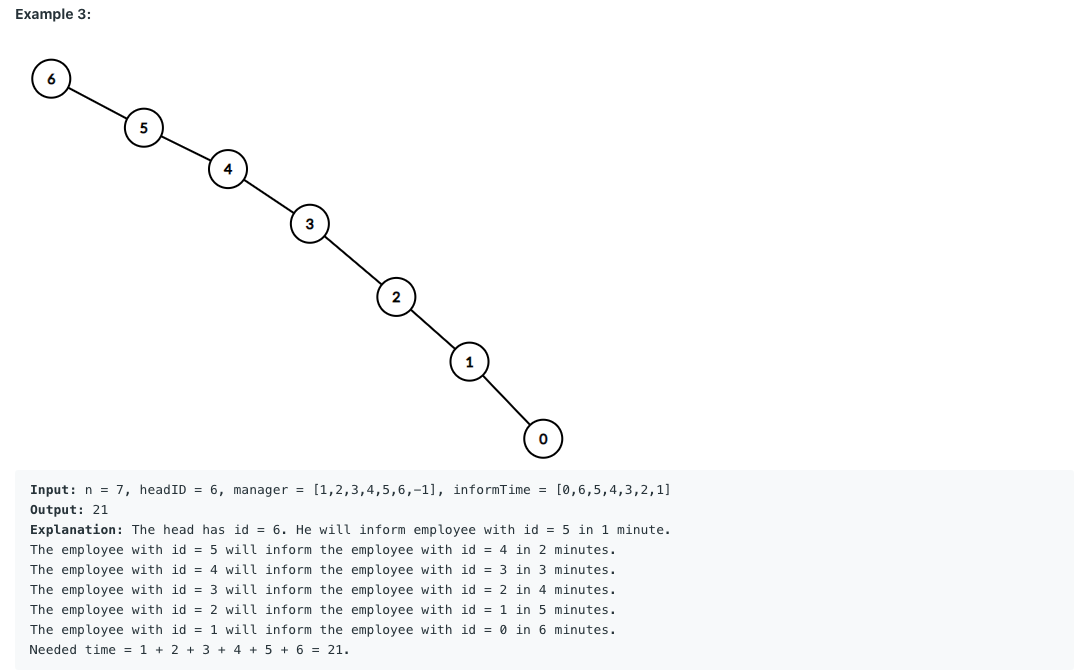 Example 3:
6
5
4
3
2
1
0
Input: n = 7, headID = 6, manager = [1,2,3,4,5,6,−1], informTime = [0,6,5,4,3,2,1]
Output: 21
Explanation: The head has id = 6. He will inform employee with id = 5 in 1 minute.
The employee with id = 5 will inform the employee with id = 4 in 2 minutes.
The employee with id = 4 will inform the employee with id = 3 in 3 minutes.
The employee with id = 3 will inform the employee with id = 2 in 4 minutes.
The employee with id = 2 will inform the employee with id = 1 in 5 minutes.
The employee with id = 1 will inform the employee with id = 0 in 6 minutes.
Needed time = 1 + 2 + 3 + 4 + 5 + 6 = 21.